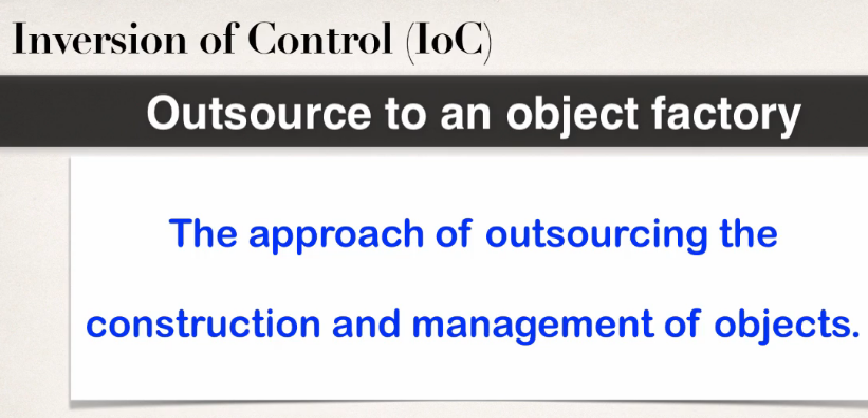 Inversion of Control (IoC)
Outsource to an object factory
The approach of outsourcing the
construction and management of objects.